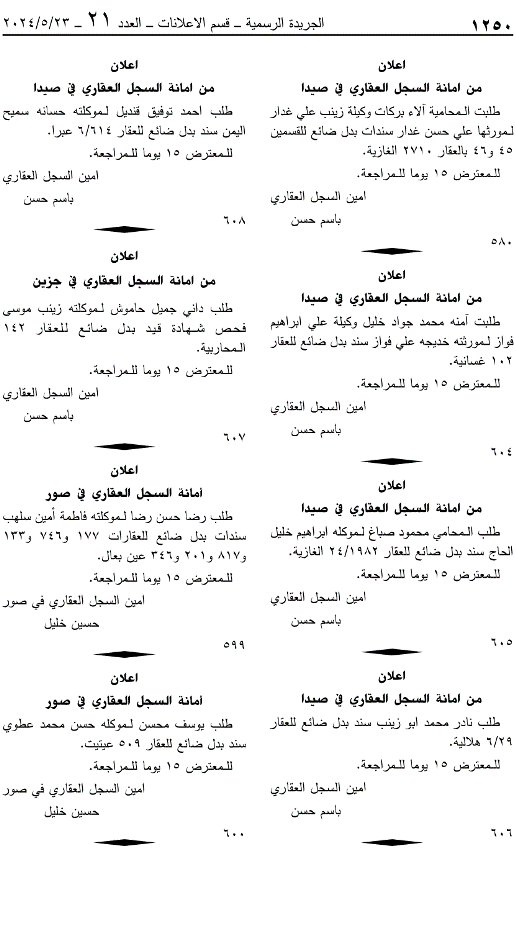 ١٢٥٠
الجريدة الرسمية – قسم الاعلانات – العدد ٢١ – ٢٠٢٤/٥/٢٣
اعلان
من امانة السجل العقاري في صيدا
طلبت المحامية آلاء بركات وكيلة زينب علي غدار
لمورثها علي حسن غدار سندات بدل ضائع للقسمين
٤٥ و٤٦ بالعقار ٢٧١٠ الغازية.
للمعترض ١٥ يوما للمراجعة.
امين السجل العقاري
باسم حسن
٥٨٠
اعلان
من امانة السجل العقاري في صيدا
طلبت آمنه محمد جواد خليل وكيلة علي ابراهيم
فواز لمورثته خديجه علي فواز سند بدل ضائع للعقار
١٠٢ غسانية.
للمعترض ١٥ يوما للمراجعة.
امين السجل العقاري
باسم حسن
٦٠٤
اعلان
من امانة السجل العقاري في صيدا
طلب المحامي محمود صباغ لموكله ابراهيم خليل
الحاج سند بدل ضائع للعقار ٢٤/١٩٨٢ الغازية.
للمعترض ١٥ يوما للمراجعة.
امين السجل العقاري
باسم حسن
٦٠٥
اعلان
من امانة السجل العقاري في صيدا
طلب نادر محمد ابو زينب سند بدل ضائع للعقار
٦/٢٩ هلالية.
للمعترض ١٥ يوما للمراجعة.
امين السجل العقاري
باسم حسن
٦٠٦
اعلان
من امانة السجل العقاري في صيدا
طلب احمد توفيق قنديل لموكلته حسانه سميح
اليمن سند بدل ضائع للعقار ٦/٦١٤ عبرا.
للمعترض ١٥ يوما للمراجعة.
امين السجل العقاري
باسم حسن
٦٠٨
اعلان
من امانة السجل العقاري في جزين
طلب داني جميل حاموش لموكلته زينب موسى
فحص شهادة قيد بدل ضائع للعقار ١٤٢
المحاربية.
للمعترض ١٥ يوما للمراجعة.
امين السجل العقاري
باسم حسن
٦٠٧
اعلان
أمانة السجل العقاري في صور
طلب رضا حسن رضا لموكلته فاطمة أمين سلهب
سندات بدل ضائع للعقارات ١٧٧ و٧٤٦ و١٣٣
و٨١٧ و٢٠١ و٣٤٦ عين بعال.
للمعترض ١٥ يوما للمراجعة.
امين السجل العقاري في صور
حسين خليل
٥٩٩
اعلان
أمانة السجل العقاري في صور
طلب يوسف محسن لموكله حسن محمد عطوي
سند بدل ضائع للعقار ٥٠٩ عيتيت.
للمعترض ١٥ يوما للمراجعة.
امين السجل العقاري في صور
حسين خليل
٦٠٠